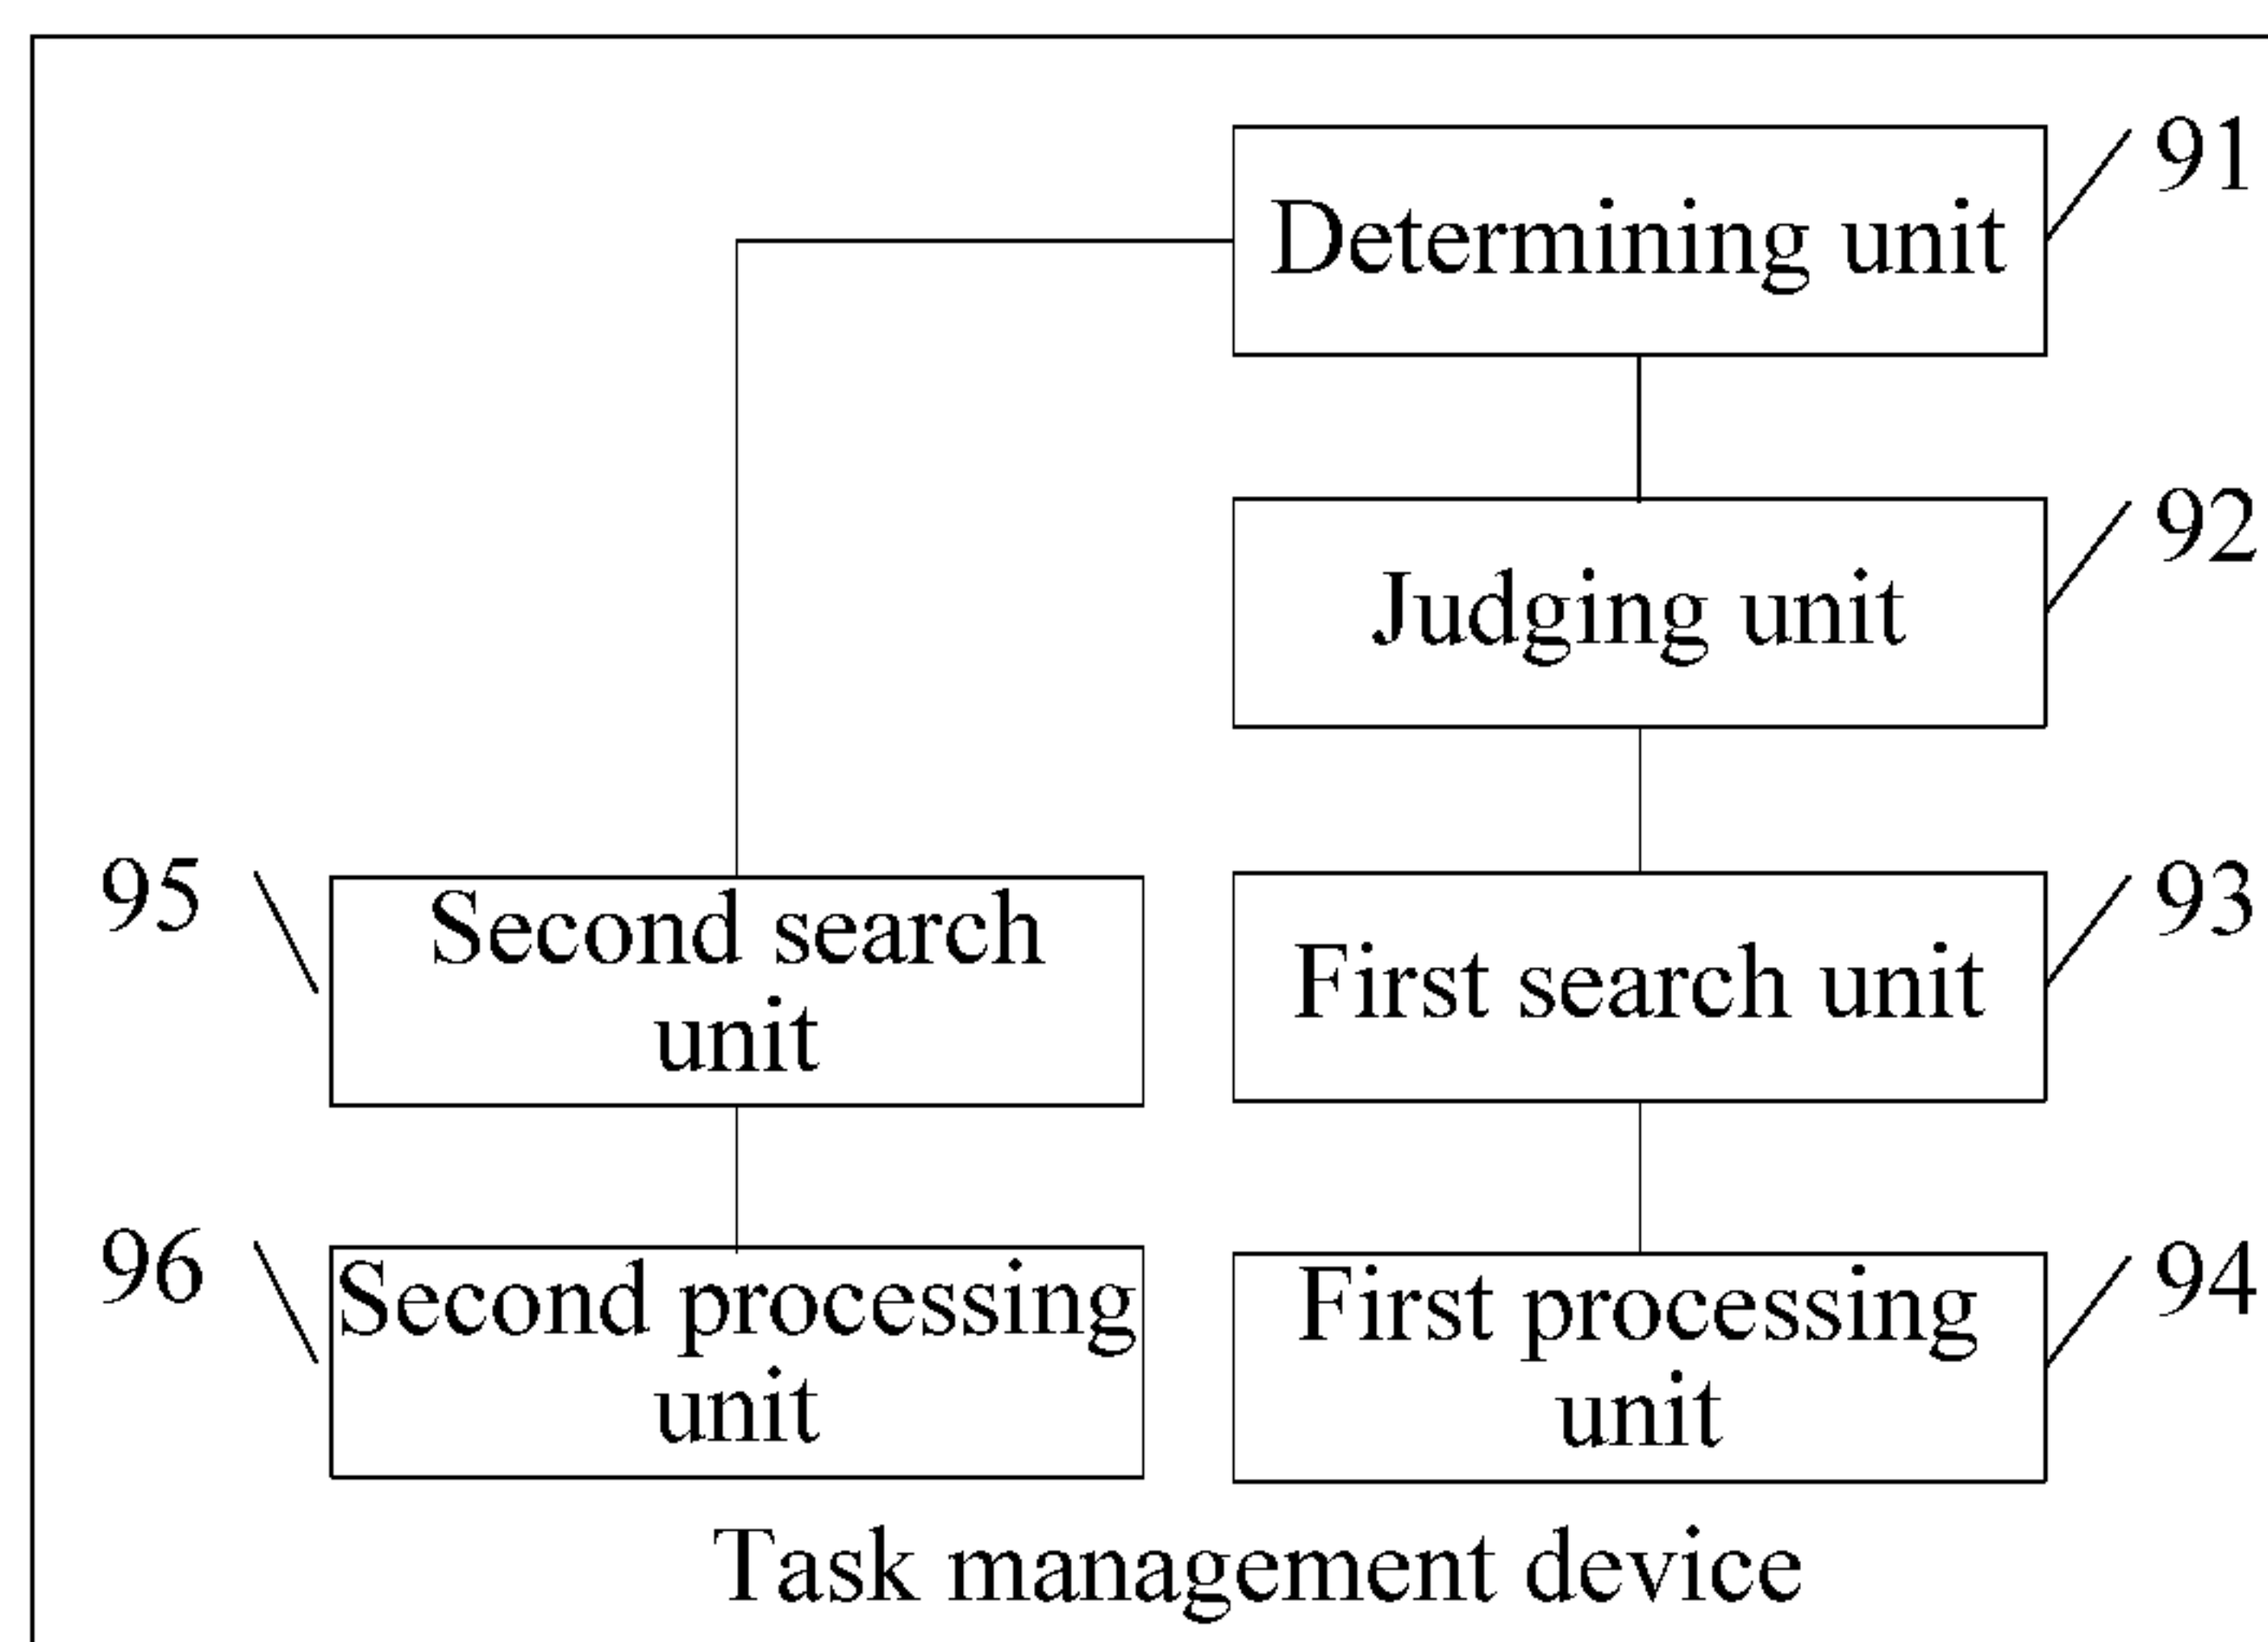 91
Determining unit
92
Judging unit
95
Second search
unit
93
First search unit
96
Second processing
unit
94
First processing
unit
Task management device